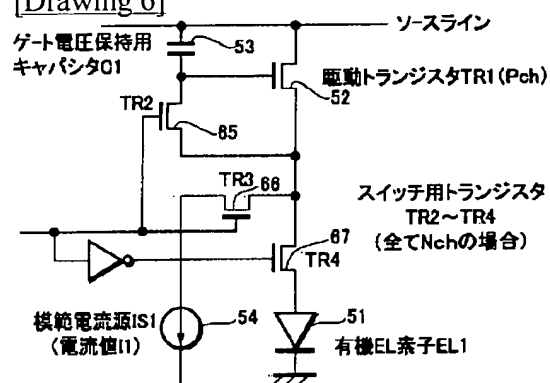 [Drawing 6]
ソースライン
ゲート電圧保持用
キャパシタC1
53
駆動トランジスタTR1(Pch)
52
TR2
65
TR3 66
スイッチ用トランジスタ
TR2〜TR4
(全てNchの場合)
67
TR4
模範電流源IS1
(電流値I1)
54
51
有機EL素子EL1